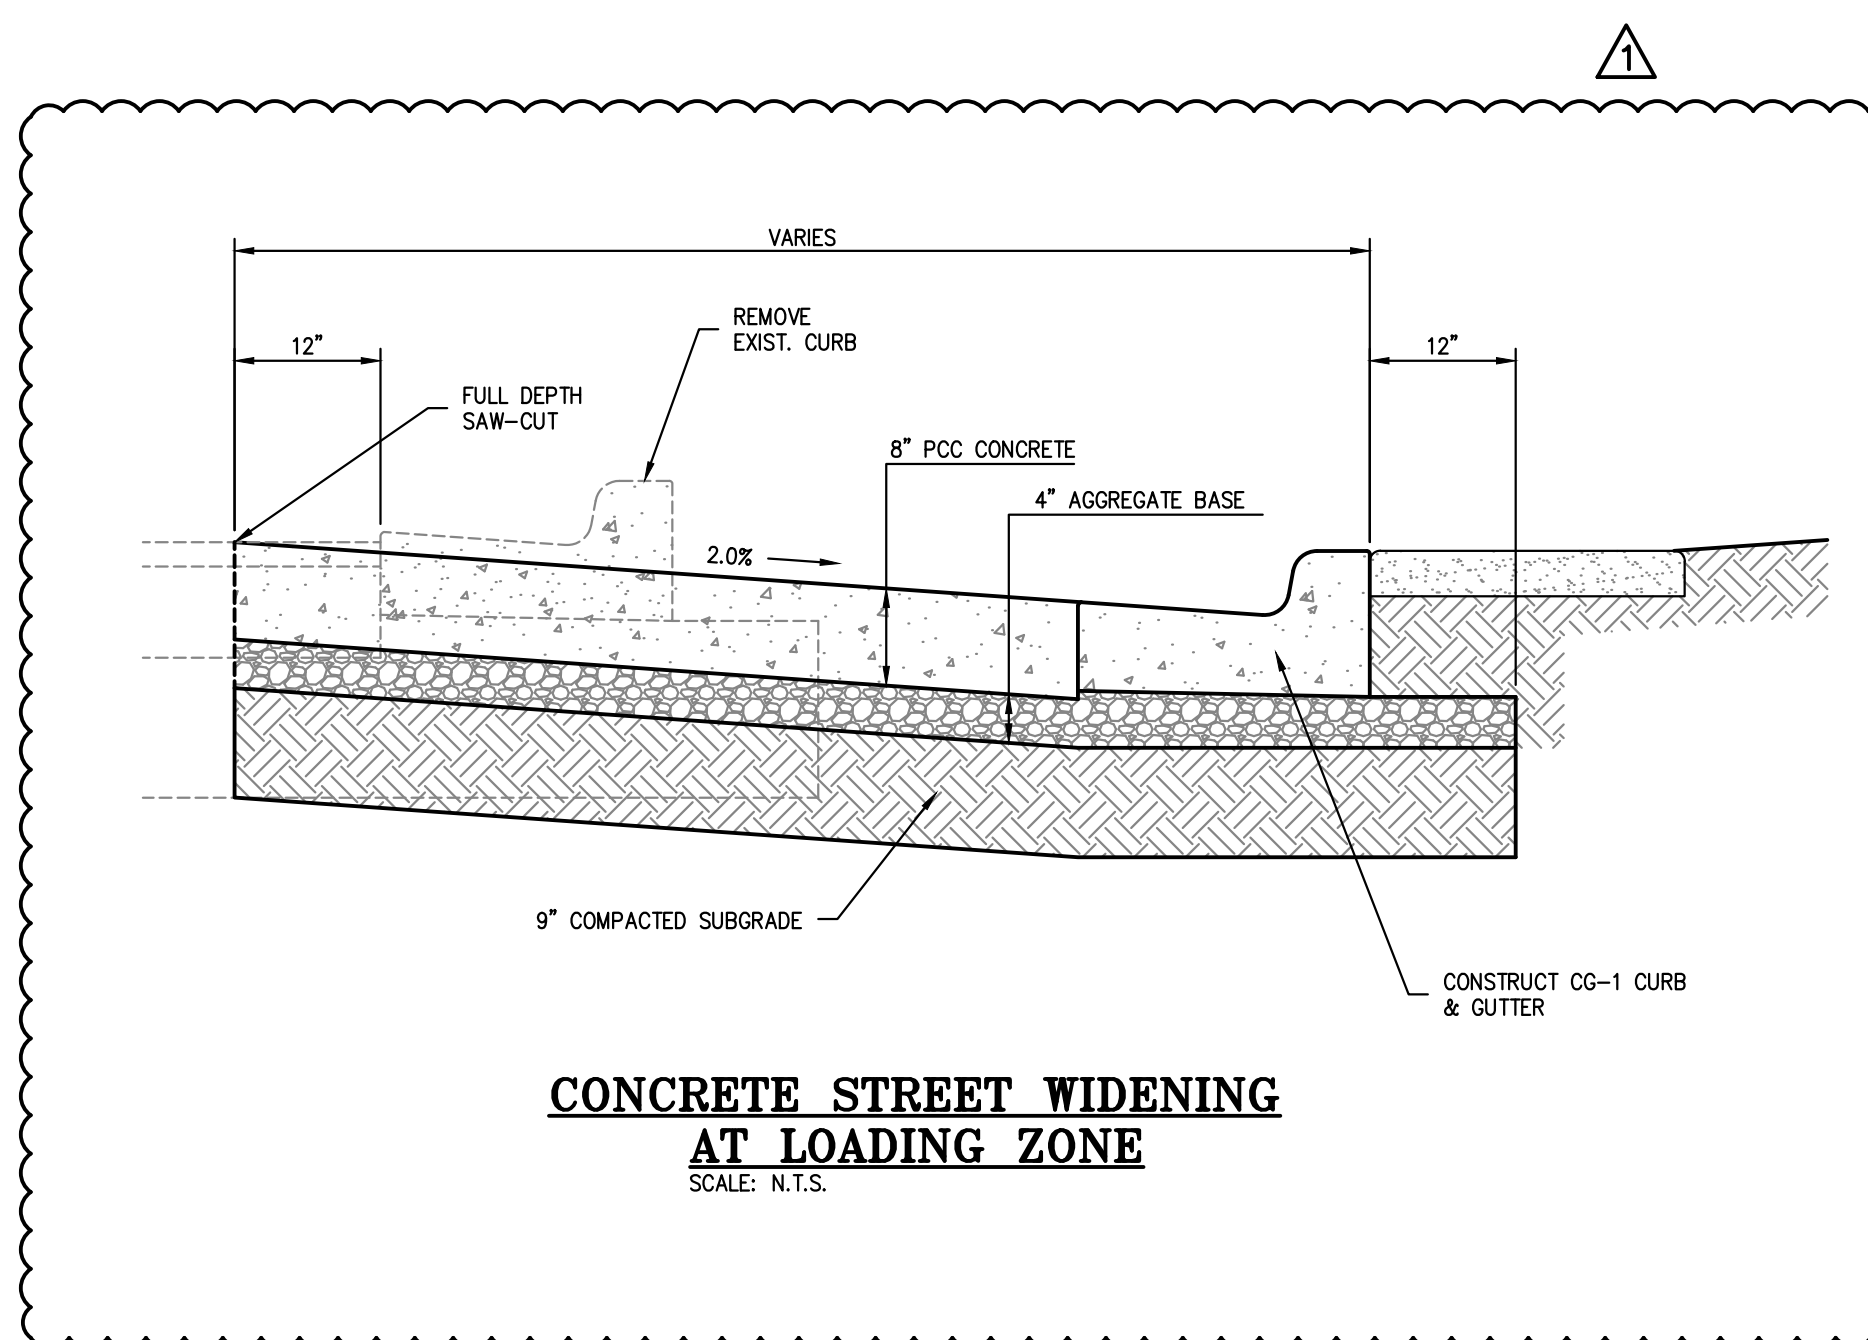 1
VARIES
REMOVE
EXIST. CURB
12”
12”
FULL DEPTH
SAW-CUT
8” PCC CONCRETE
4” AGGREGATE BASE
2.0%
9” COMPACTED SUBGRADE
CONSTRUCT CG-1 CURB
& GUTTER
CONCRETE STREET WIDENING
AT LOADING ZONE
SCALE: N.T.S.